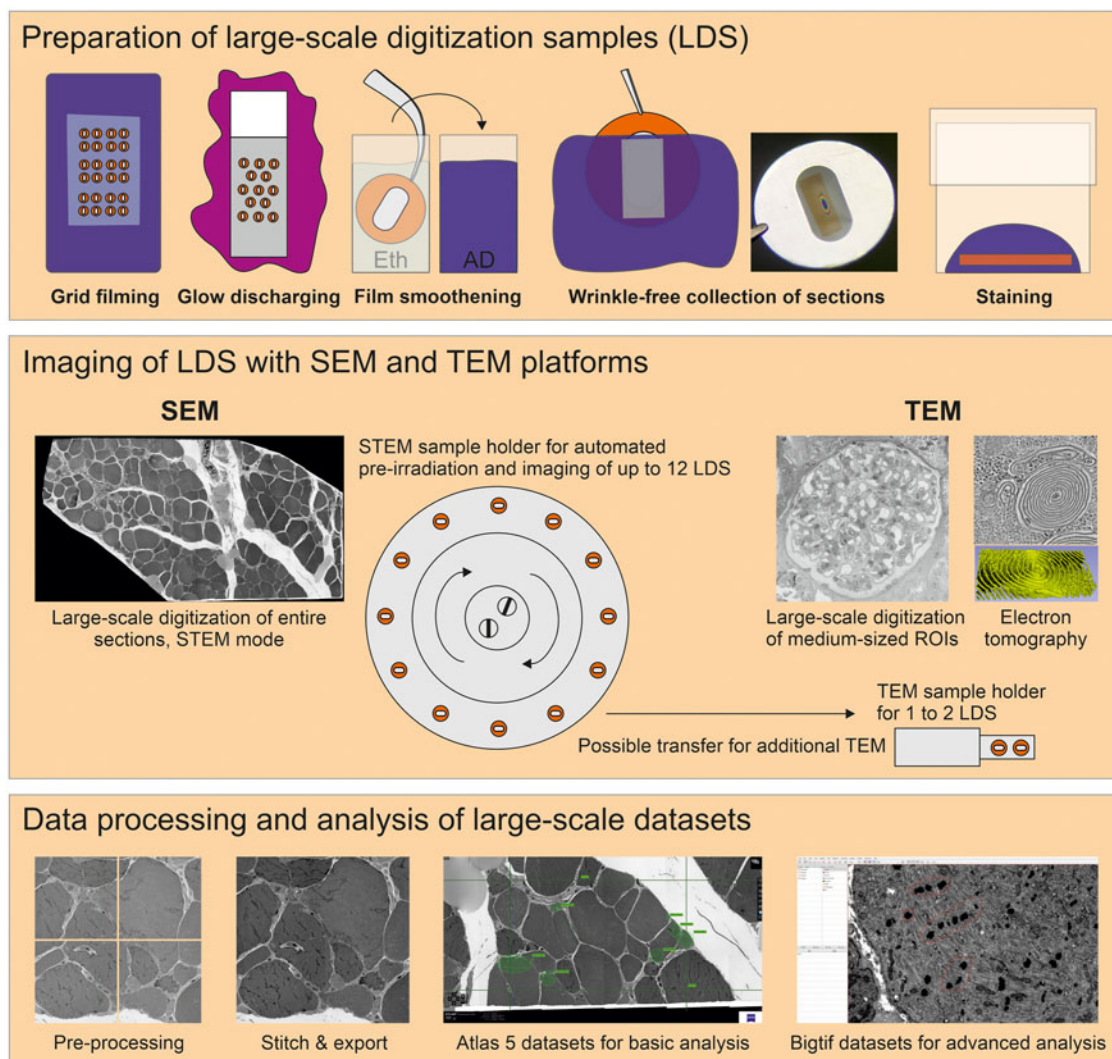 Preparation of large-scale digitization samples (LDS)
Eth
AD
Grid filming
Glow discharging
Film smoothening
Wrinkle-free collection of sections
Staining
Imaging of LDS with SEM and TEM platforms
SEM
Large-scale digitization of entire
sections, STEM mode
STEM sample holder for automated
pre-irradiation and imaging of up to 12 LDS
TEM
Large-scale digitization
of medium-sized ROIs
Electron
tomography
TEM sample holder
for 1 to 2 LDS
Possible transfer for additional TEM
Data processing and analysis of large-scale datasets
Pre-processing
Stitch & export
Atlas 5 datasets for basic analysis
Bigtif datasets for advanced analysis